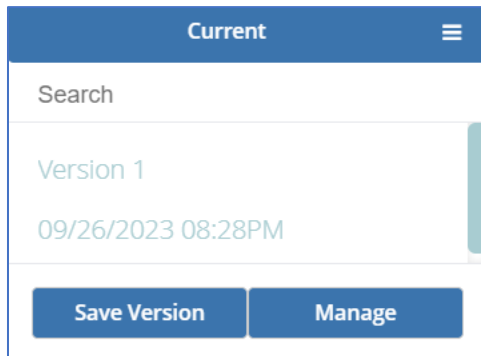 Current
Search
Version 1
09/26/2023 08:28PM
Save Version Manage